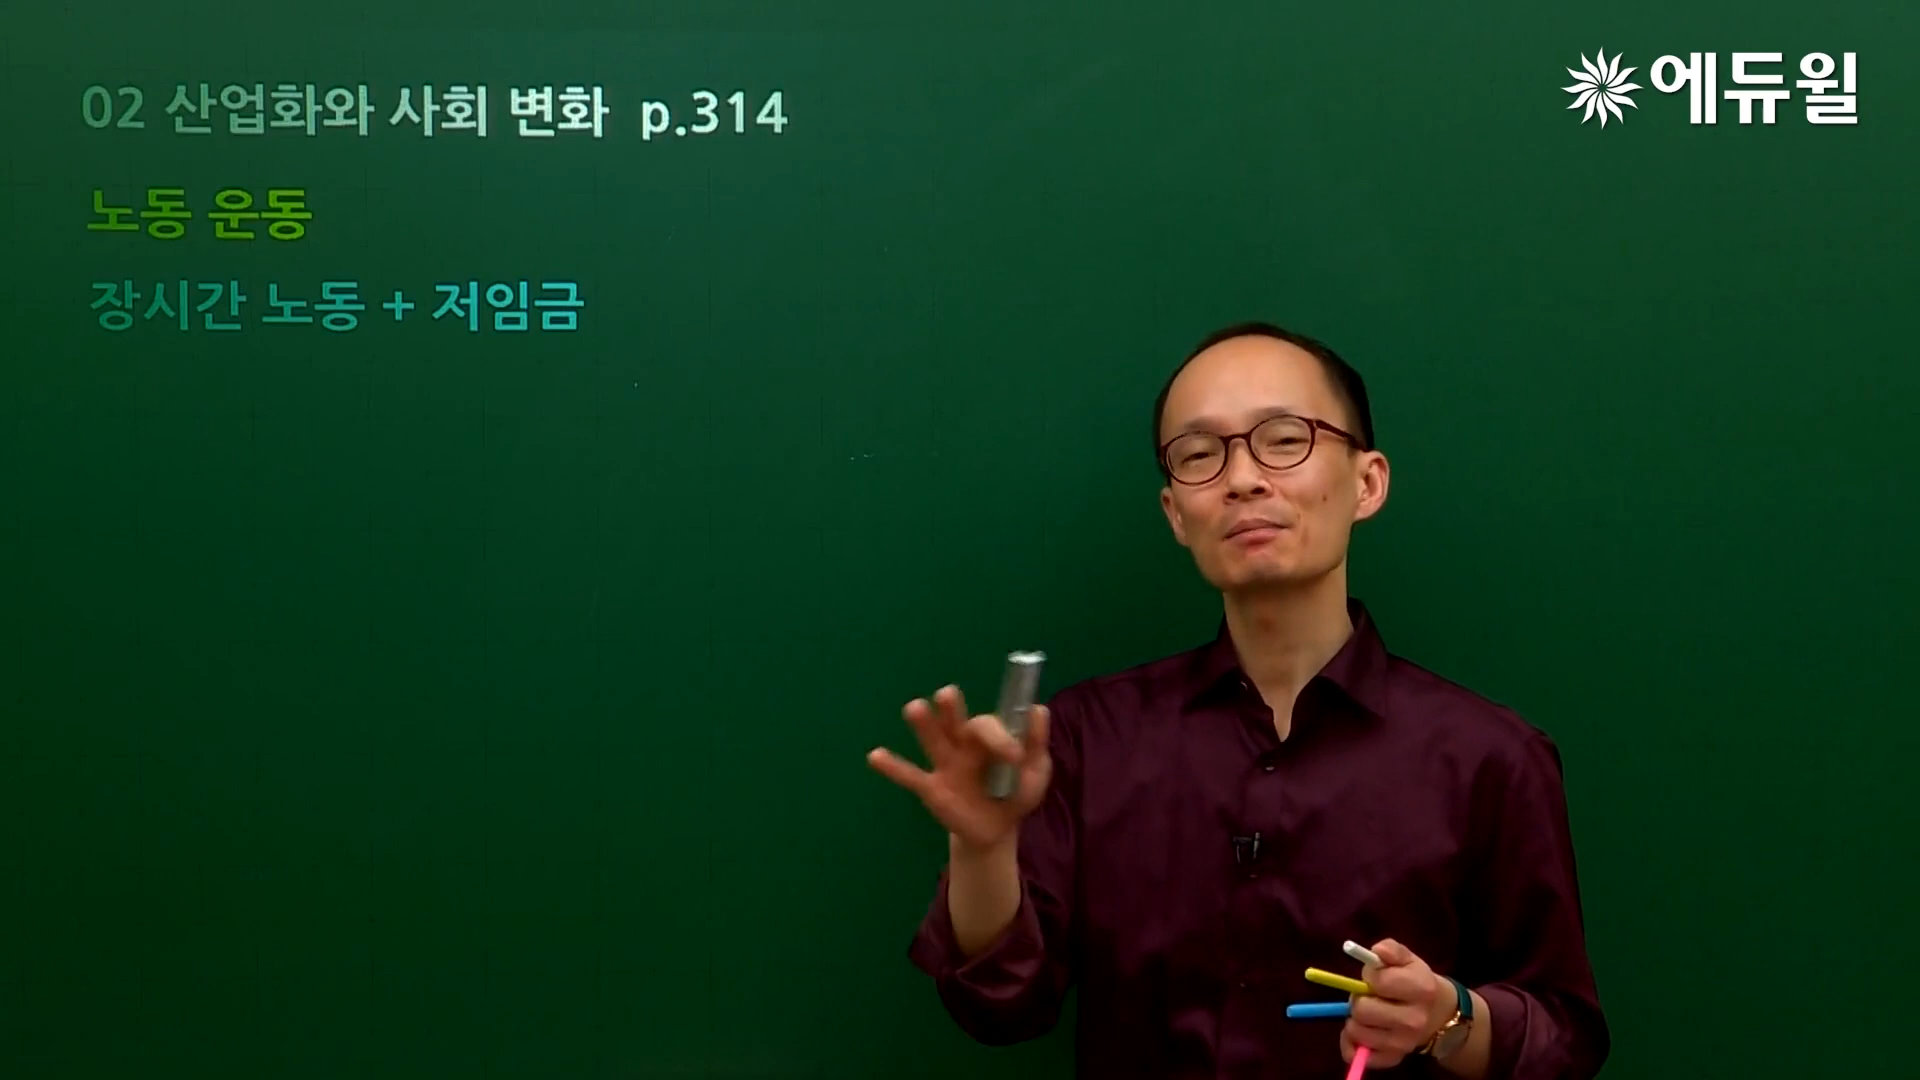 에듀윌
02 산업화와 사회 변화 p.314
노동 운동
장시간 노동 + 저임금